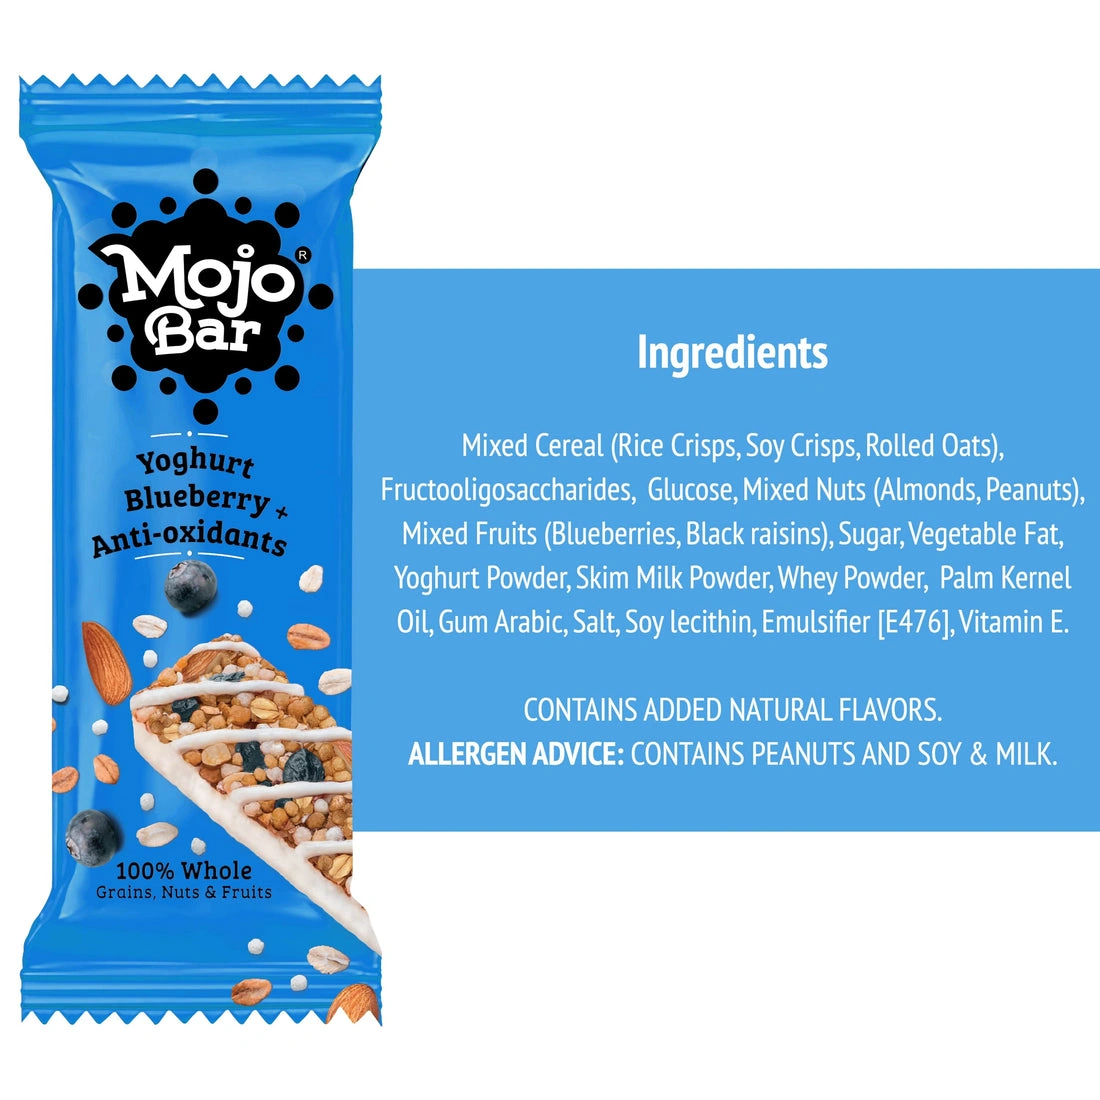 Mojo®
Bar
Yoghurt
Blueberry +
Anti-oxidants
100% Whole
Grains, Nuts & Fruits
Ingredients
Mixed Cereal (Rice Crisps, Soy Crisps, Rolled Oats),
Fructooligosaccharides, Glucose, Mixed Nuts (Almonds, Peanuts),
Mixed Fruits (Blueberries, Black raisins), Sugar, Vegetable Fat,
Yoghurt Powder, Skim Milk Powder, Whey Powder, Palm Kernel
Oil, Gum Arabic, Salt, Soy lecithin, Emulsifier [E476], Vitamin E.
CONTAINS ADDED NATURAL FLAVORS.
ALLERGEN ADVICE: CONTAINS PEANUTS AND SOY & MILK.